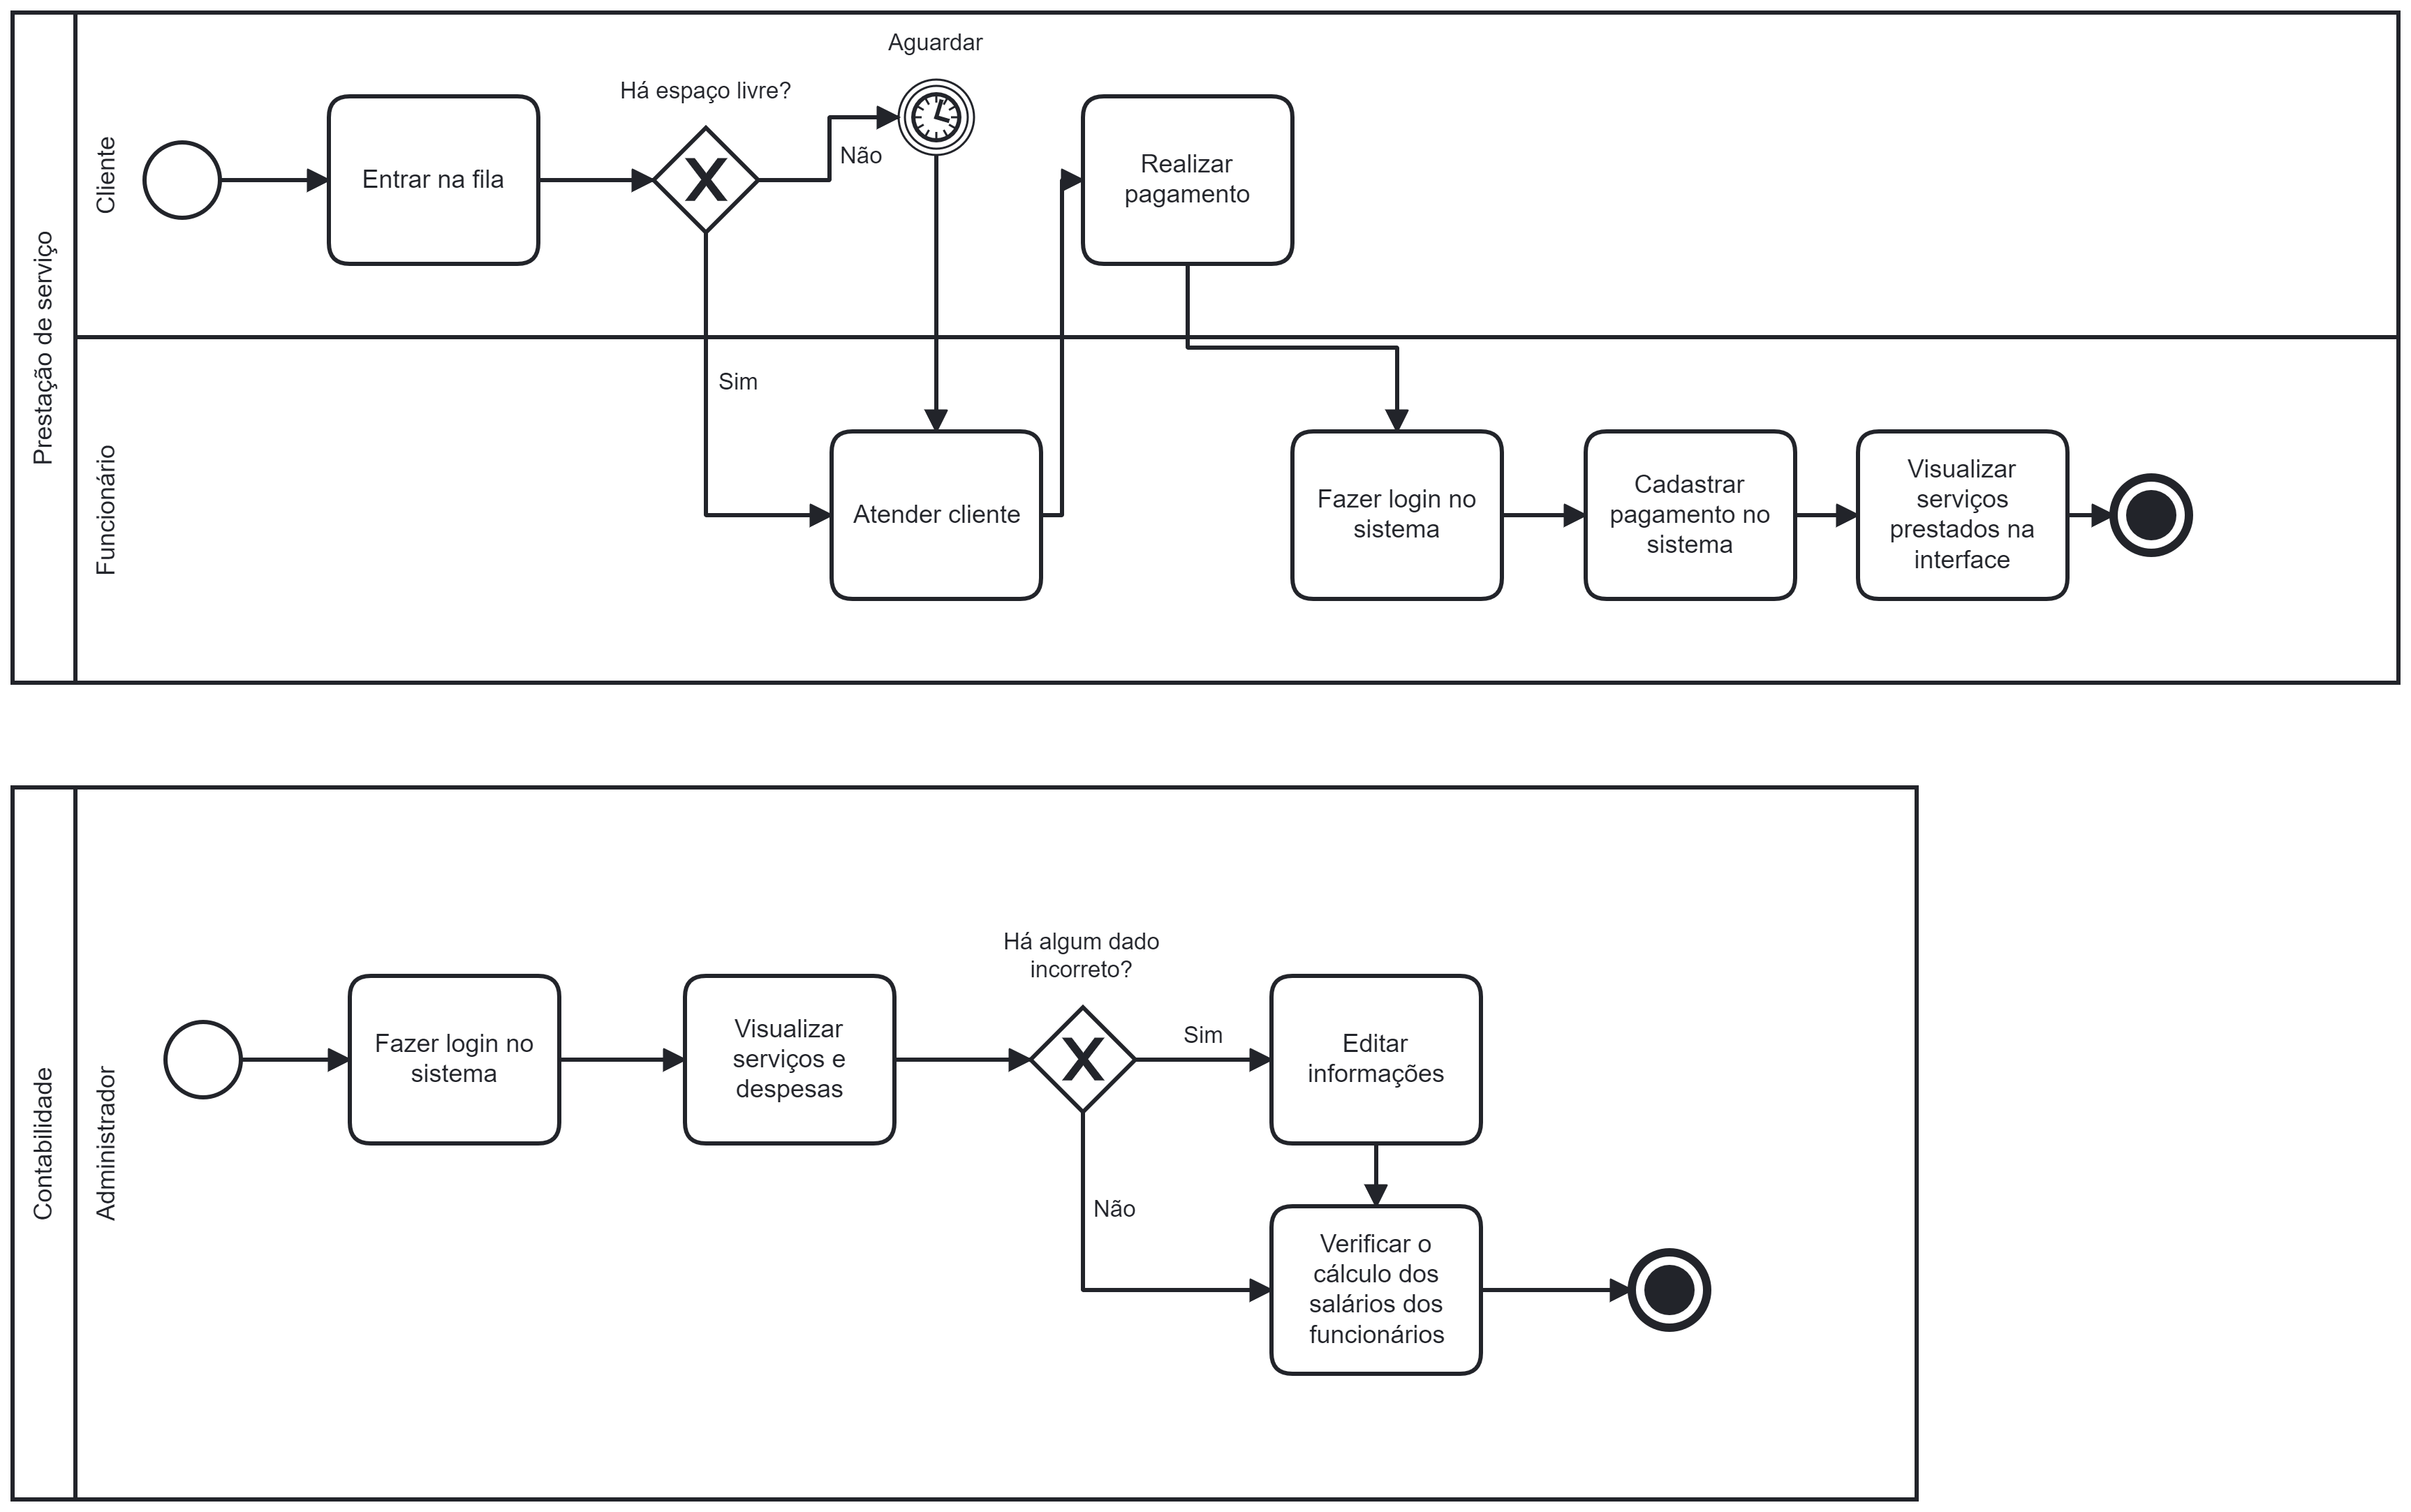 Prestação de serviço
Cliente
Entrar na fila
Há espaço livre?
Não
Aguardar
Realizar
pagamento
Sim
Funcionário
Atender cliente
Fazer login no
sistema
Cadastrar
pagamento no
sistema
Visualizar
serviços
prestados na
interface
Contabilidade
Administrador
Fazer login no
sistema
Visualizar
serviços e
despesas
Há algum dado
incorreto?
Sim
Editar
informações
Não
Verificar o
cálculo dos
salários dos
funcionários